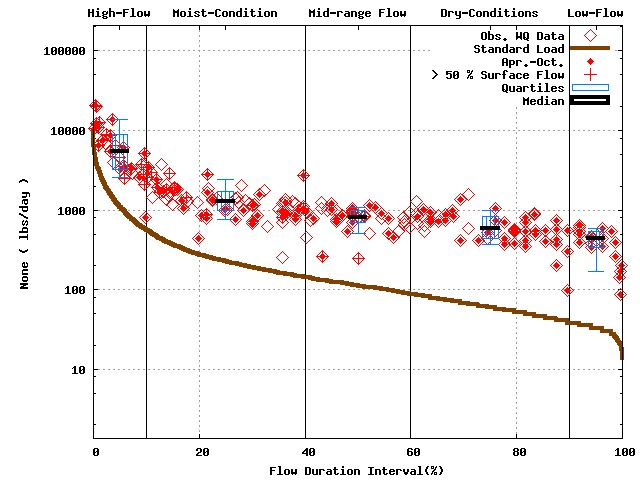 High-Flow Moist-Condition Mid-range Flow Dry-Conditions Low-Flow
Obs. WQ Data
Standard Load
Apr.-Oct.
> 50 % Surface Flow
Quartiles
Median
100000
10000
1000
100
10
None ( lbs/day )
0 20 40 60 80 100
Flow Duration Interval(%)